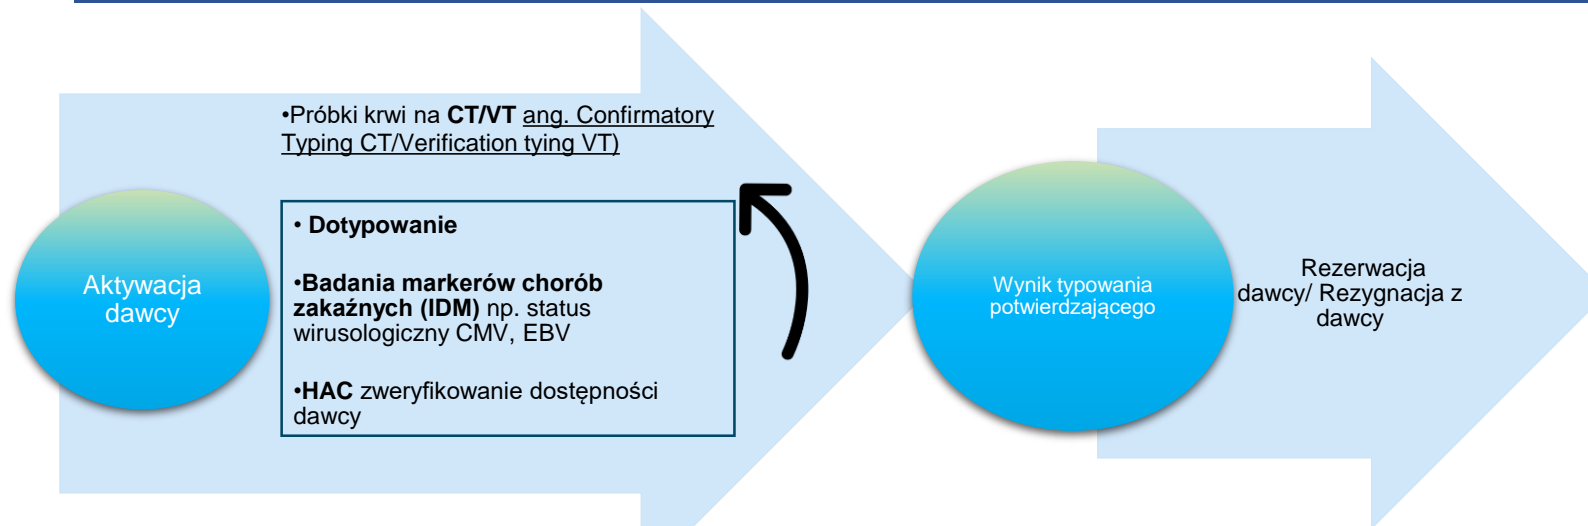 Aktywacja
dawcy
•Próbki krwi na CT/VT ang. Confirmatory
Typing CT/Verification tying VT)
• Dotypowanie
•Badania markerów chorób
zakaźnych (IDM) np. status
wirusologiczny CMV, EBV
•HAC zweryfikowanie dostępności
dawcy
Wynik typowania
potwierdzającego
Rezerwacja
dawcy/ Rezygnacja z
dawcy